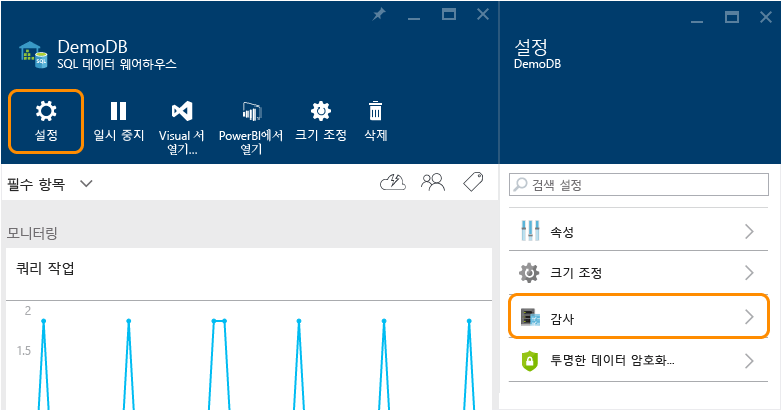 DemoDB
SQL 데이터 웨어하우스
설정
일시 중지
Visual 서
열기...
PowerBI에서
열기
크기 조정
삭제
필수 항목
모니터링
쿼리 작업
2
1.5
설정
DemoDB
검색 설정
속성
크기 조정
감사
투명한 데이터 암호화...